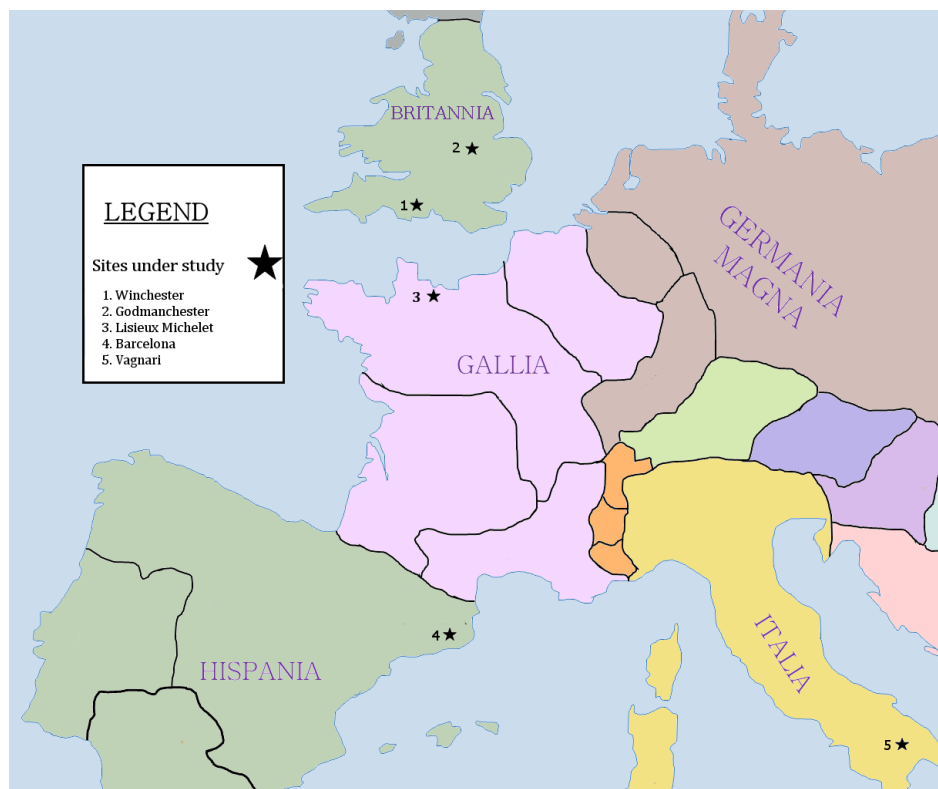 BRITANNIA
2
1
LEGEND
Sites under study
1. Winchester
2. Godmanchester
3. Lisieux Michelet
4. Barcelona
5. Vagnari
GERMANIA
MAGNA
3
GALLIA
4
HISPANIA
ITALIA
5